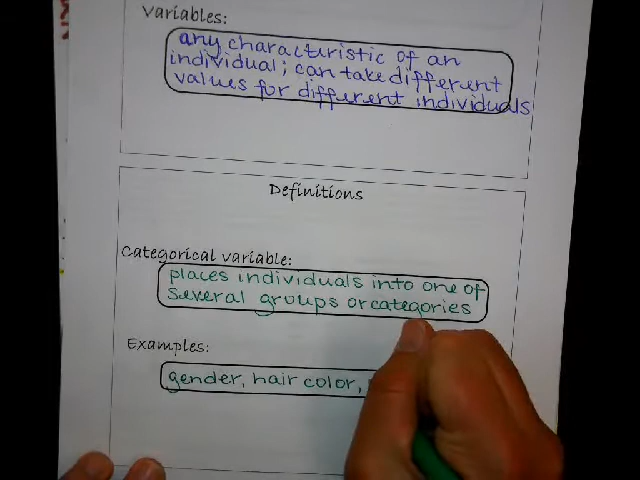 Variables:
any characteristic of an
individual; can take different
values for different individuals
Definitions
Categorical variable:
places individuals into one of
several groups or categories
Examples:
gender, hair color,